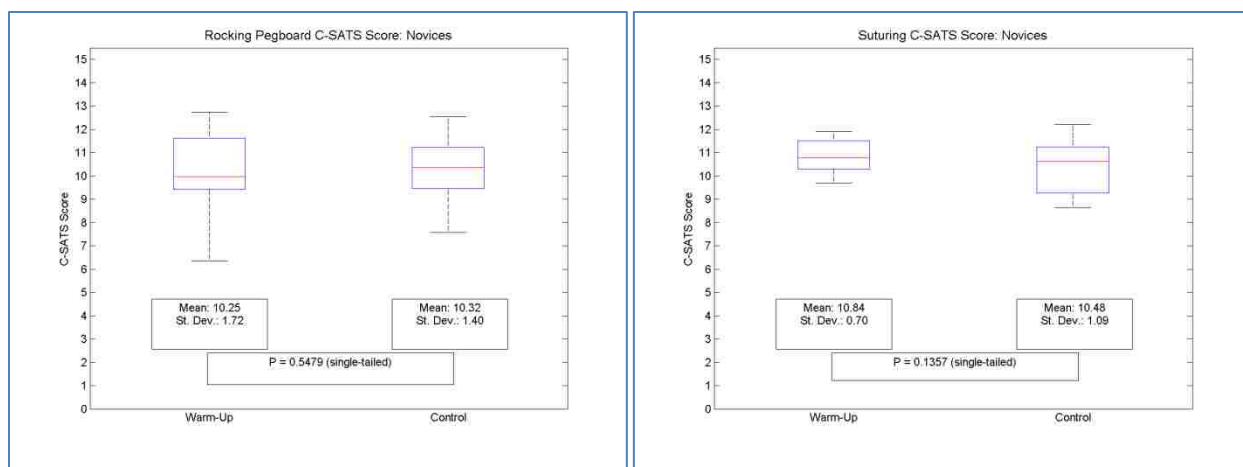 Rocking Pegboard C-SATS Score: Novices
15
14
13
12
11
10
9
8
7
6
5
4
3
2
1
0
C-SATS Score
Mean: 10.25
St. Dev.: 1.72
Mean: 10.32
St. Dev.: 1.40
P = 0.5479 (single-tailed)
Warm-Up
Control
Suturing C-SATS Score: Novices
15
14
13
12
11
10
9
8
7
6
5
4
3
2
1
0
C-SATS Score
Mean: 10.84
St. Dev.: 0.70
Mean: 10.48
St. Dev.: 1.09
P = 0.1357 (single-tailed)
Warm-Up
Control